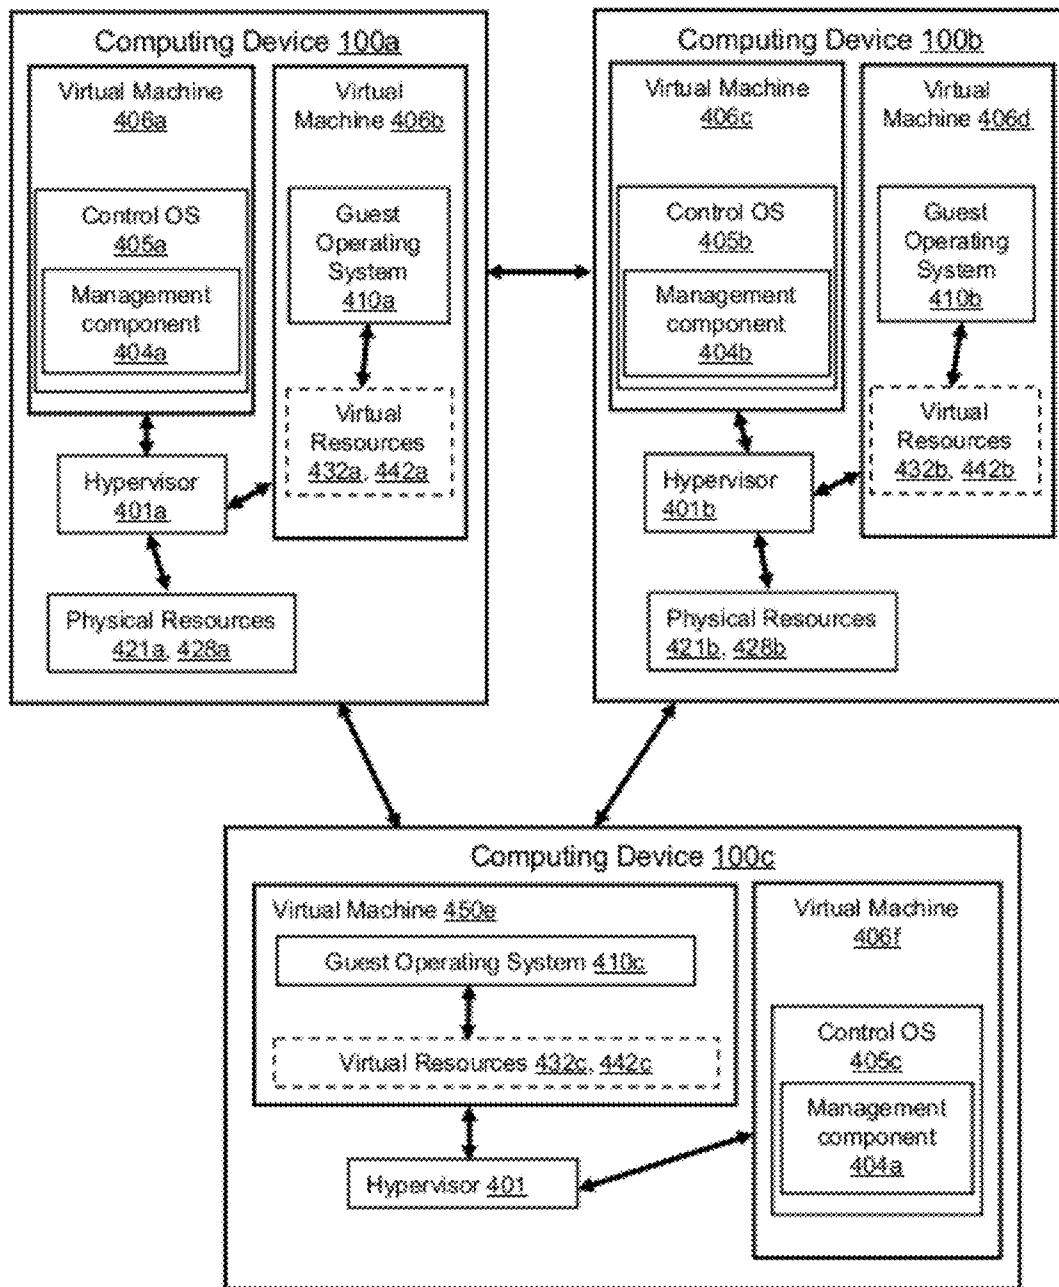 Computing Device 100a
Virtual Machine
406a
Control OS
405a
Management
component
404a
Virtual
Machine 406b
Guest
Operating
System
410a
Virtual
Resources
432a, 442a
Hypervisor
401a
Physical Resources
421a, 428a
Computing Device 100b
Virtual Machine
406c
Control OS
405b
Management
component
404b
Virtual
Machine 406d
Guest
Operating
System
410b
Virtual
Resources
432b, 442b
Hypervisor
401b
Physical Resources
421b, 428b
Computing Device 100c
Virtual Machine 450e
Guest Operating System 410c
Virtual Resources 432c, 442c
Hypervisor 401
Virtual Machine
406f
Control OS
405c
Management
component
404a